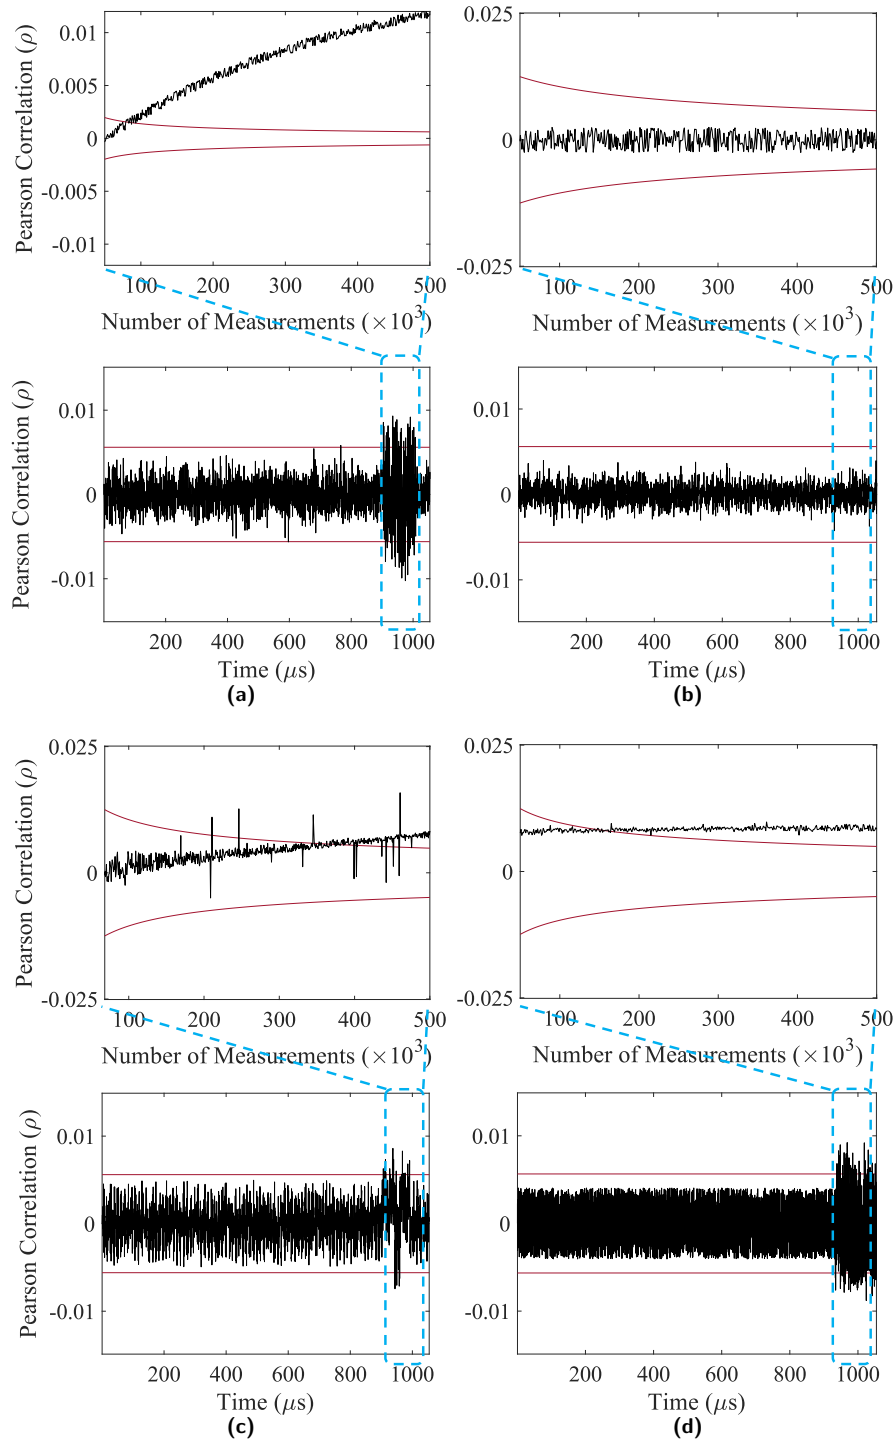 Pearson Correlation (ρ)
0.01
0.005
0
-0.005
-0.01
100 200 300 400 500
Number of Measurements (×10³)
Pearson Correlation (ρ)
0.01
0
-0.01
200 400 600 800 1000
Time (μs)
(a)
0.025
0
-0.025
100 200 300 400 500
Number of Measurements (×10³)
0.01
0
-0.01
200 400 600 800 1000
Time (μs)
(b)
Pearson Correlation (ρ)
0.025
0
-0.025
100 200 300 400 500
Number of Measurements (×10³)
Pearson Correlation (ρ)
0.01
0
-0.01
200 400 600 800 1000
Time (μs)
(c)
0.025
0
-0.025
100 200 300 400 500
Number of Measurements (×10³)
0.01
0
-0.01
200 400 600 800 1000
Time (μs)
(d)